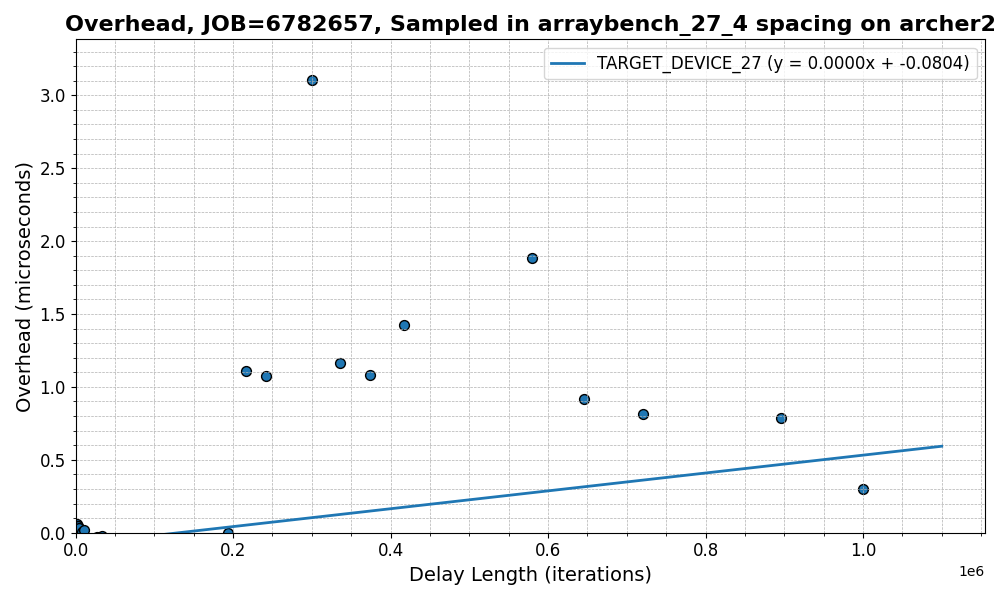 Overhead, JOB=6782657, Sampled in arraybench_27_4 spacing on archer2
TARGET_DEVICE_27 (y = 0.0000x + -0.0804)
Overhead (microseconds)
3.0
2.5
2.0
1.5
1.0
0.5
0.0
0.0 0.2 0.4 0.6 0.8 1.0
1e6
Delay Length (iterations)